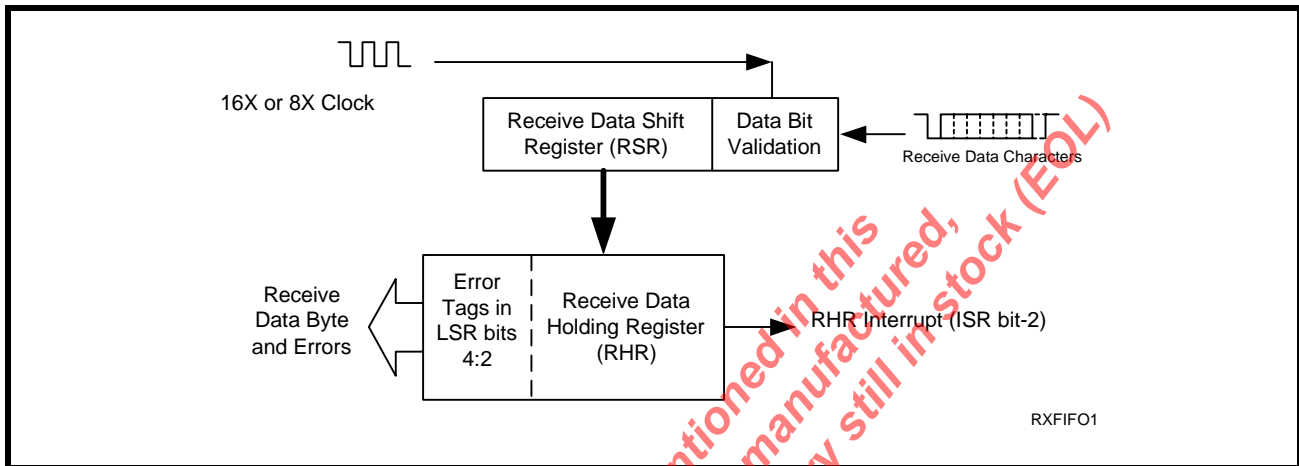 16X or 8X Clock
Receive Data Shift
Register (RSR)
Data Bit
Validation
Receive Data Characters
Receive
Data Byte
and Errors
Error
Tags in
LSR bits
4:2
Receive Data
Holding Register
(RHR)
RHR Interrupt (ISR bit-2)
RXFIFO1
mentioned in this
manufactured,
still in stock (EOL)